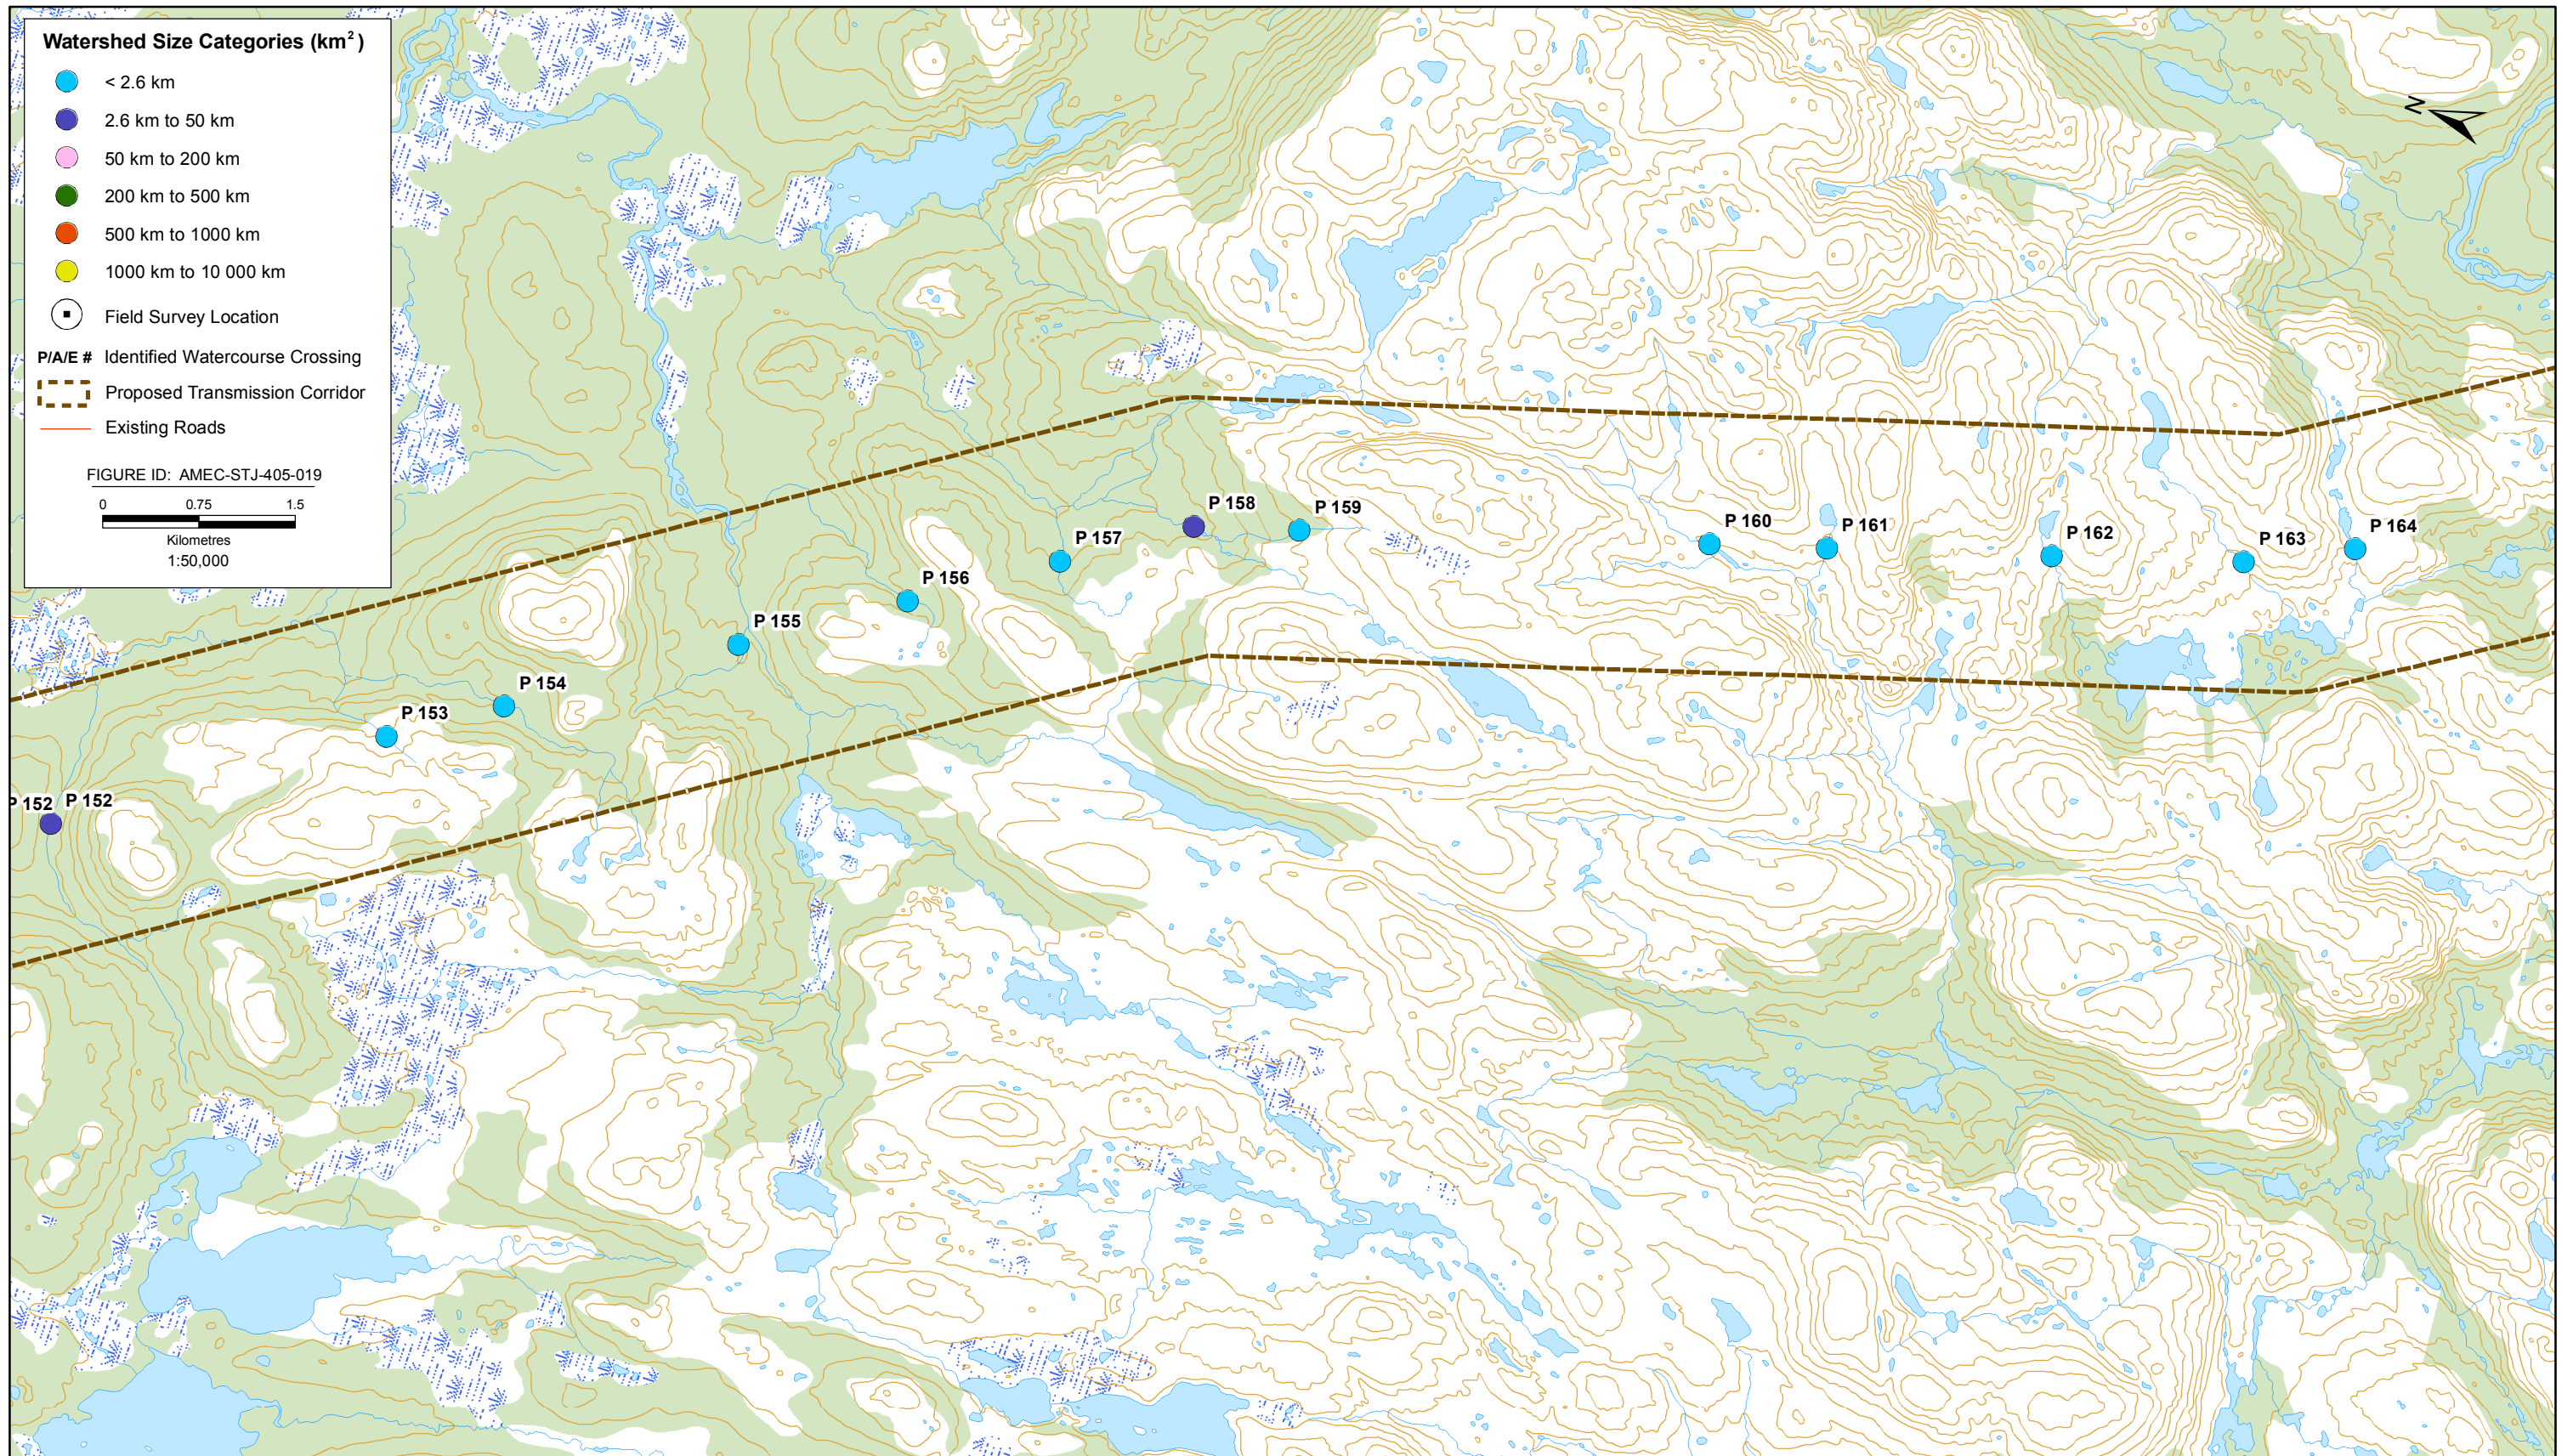 Watershed Size Categories (km²)
< 2.6 km
2.6 km to 50 km
50 km to 200 km
200 km to 500 km
500 km to 1000 km
1000 km to 10 000 km
Field Survey Location
P/A/E # Identified Watercourse Crossing
Proposed Transmission Corridor
Existing Roads
FIGURE ID: AMEC-STJ-405-019
0 0.75 1.5
Kilometres
1:50,000
N
P 158
P 159
P 157
P 160
P 161
P 162
P 163
P 164
P 156
P 155
P 154
P 153
P 152 P 152